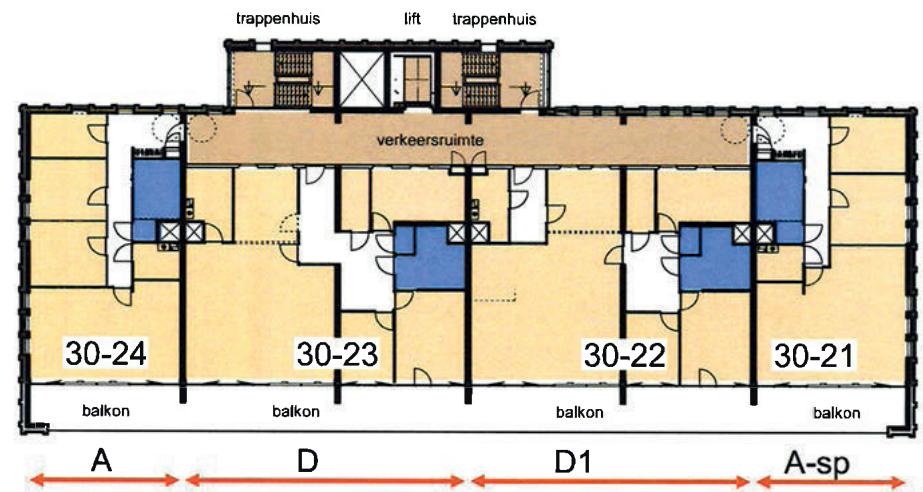 trappenhuis lift trappenhuis
verkeersruimte
30-24 30-23 30-22 30-21
balkon balkon balkon balkon
A D D1 A-sp